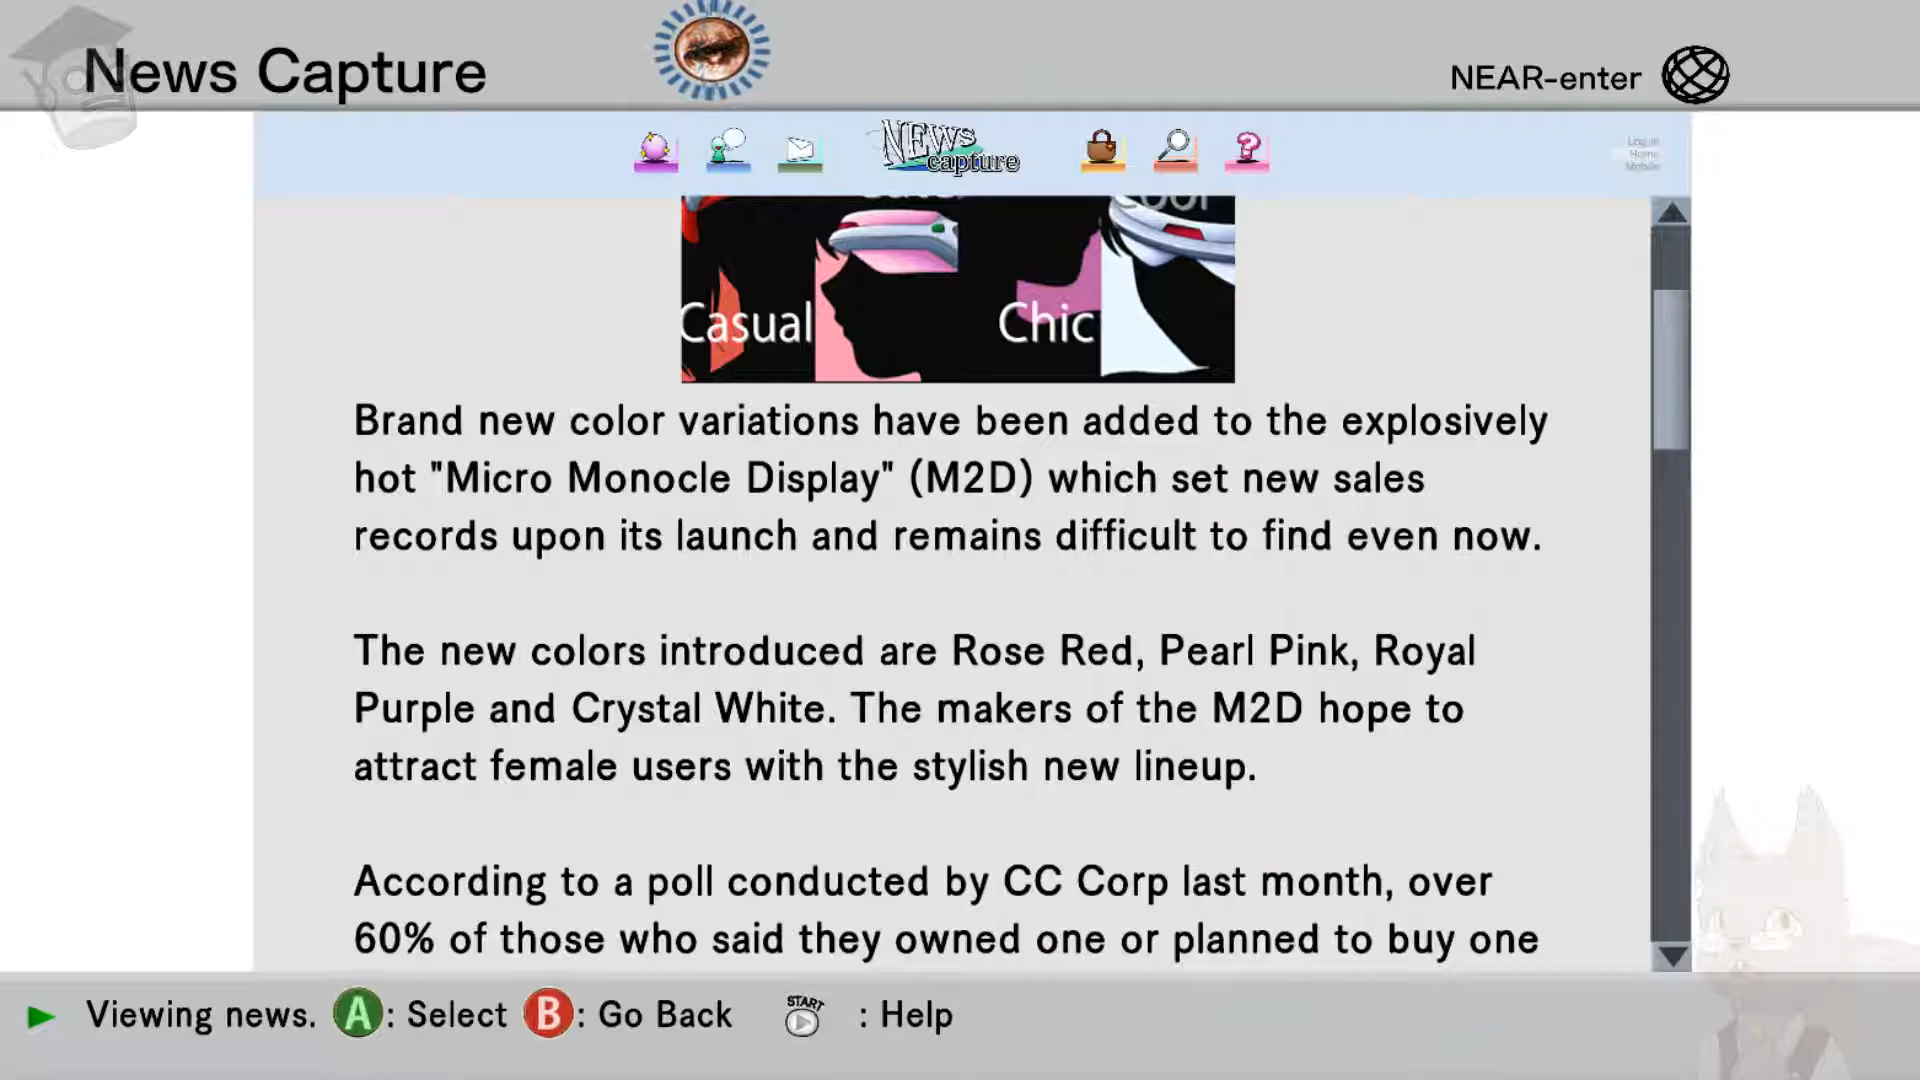 News Capture
NEAR-enter
NEWS
capture
Log in
Home
Mobile
Cool
Casual
Chic
Brand new color variations have been added to the explosively
hot "Micro Monocle Display" (M2D) which set new sales
records upon its launch and remains difficult to find even now.
The new colors introduced are Rose Red, Pearl Pink, Royal
Purple and Crystal White. The makers of the M2D hope to
attract female users with the stylish new lineup.
According to a poll conducted by CC Corp last month, over
60% of those who said they owned one or planned to buy one
Viewing news. A : Select B : Go Back START : Help